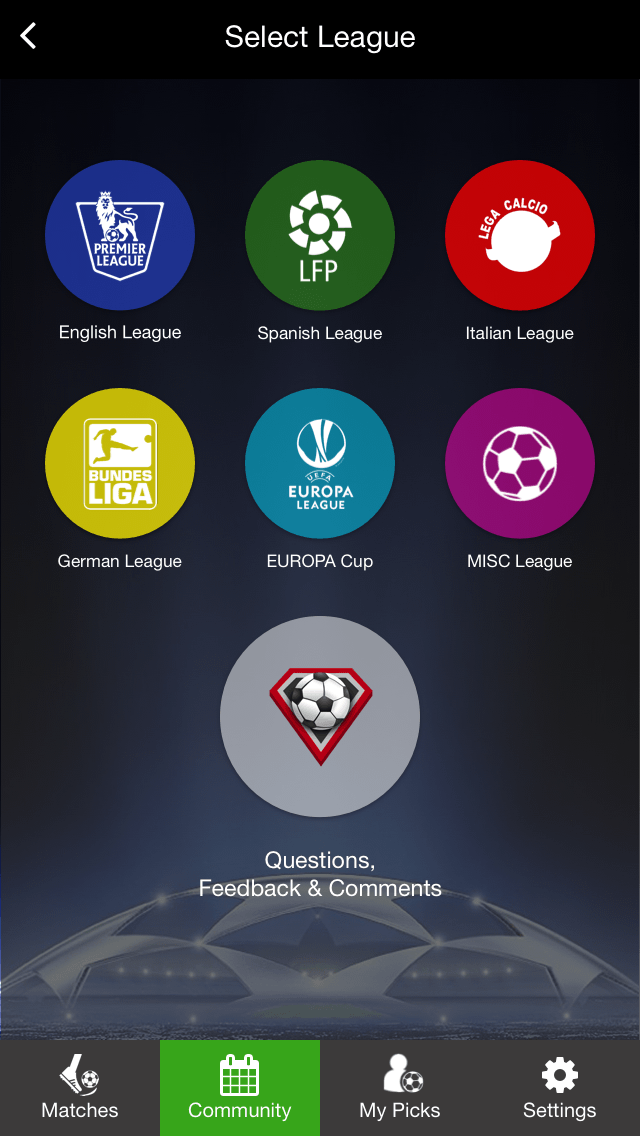 Select League
PREMIER
LEAGUE
LFP
LEGA CALCIO
English League
Spanish League
Italian League
BUNDES
LIGA
UEFA
EUROPA
LEAGUE
German League
EUROPA Cup
MISC League
Questions,
Feedback & Comments
Matches
Community
My Picks
Settings